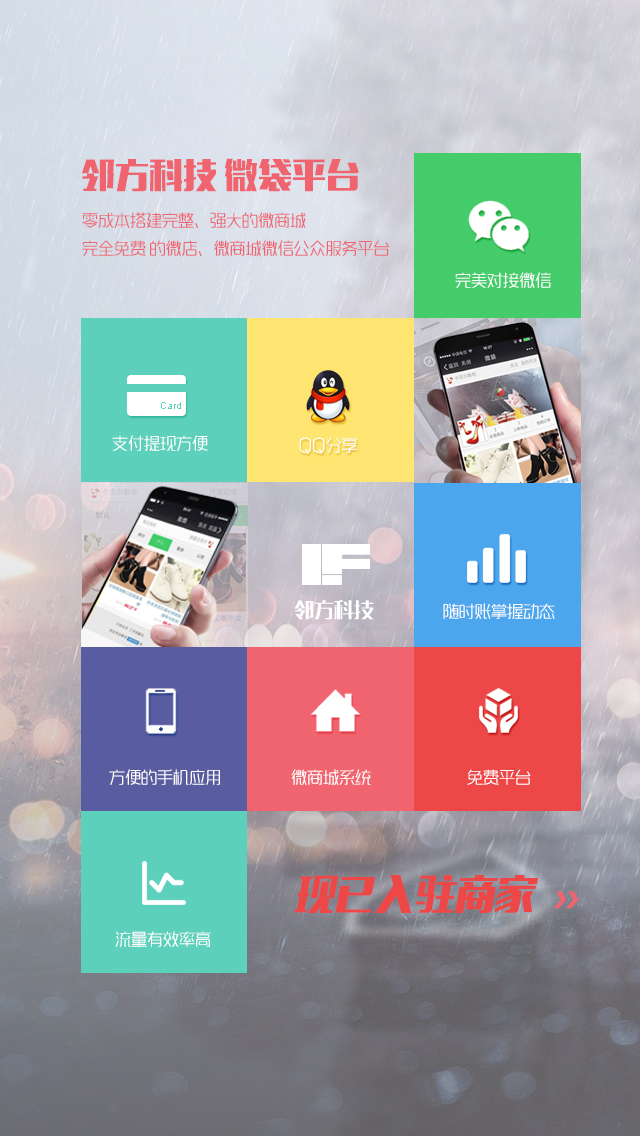 邻方科技 微袋平台
零成本搭建完整、强大的微商城
完全免费 的微店、微商城微信公众服务平台
完美对接微信
Card
支付提现方便
QQ分享
微袋
邻方科技
随时账掌握动态
方便的手机应用
微商城系统
免费平台
流量有效率高
现已入驻商家 »